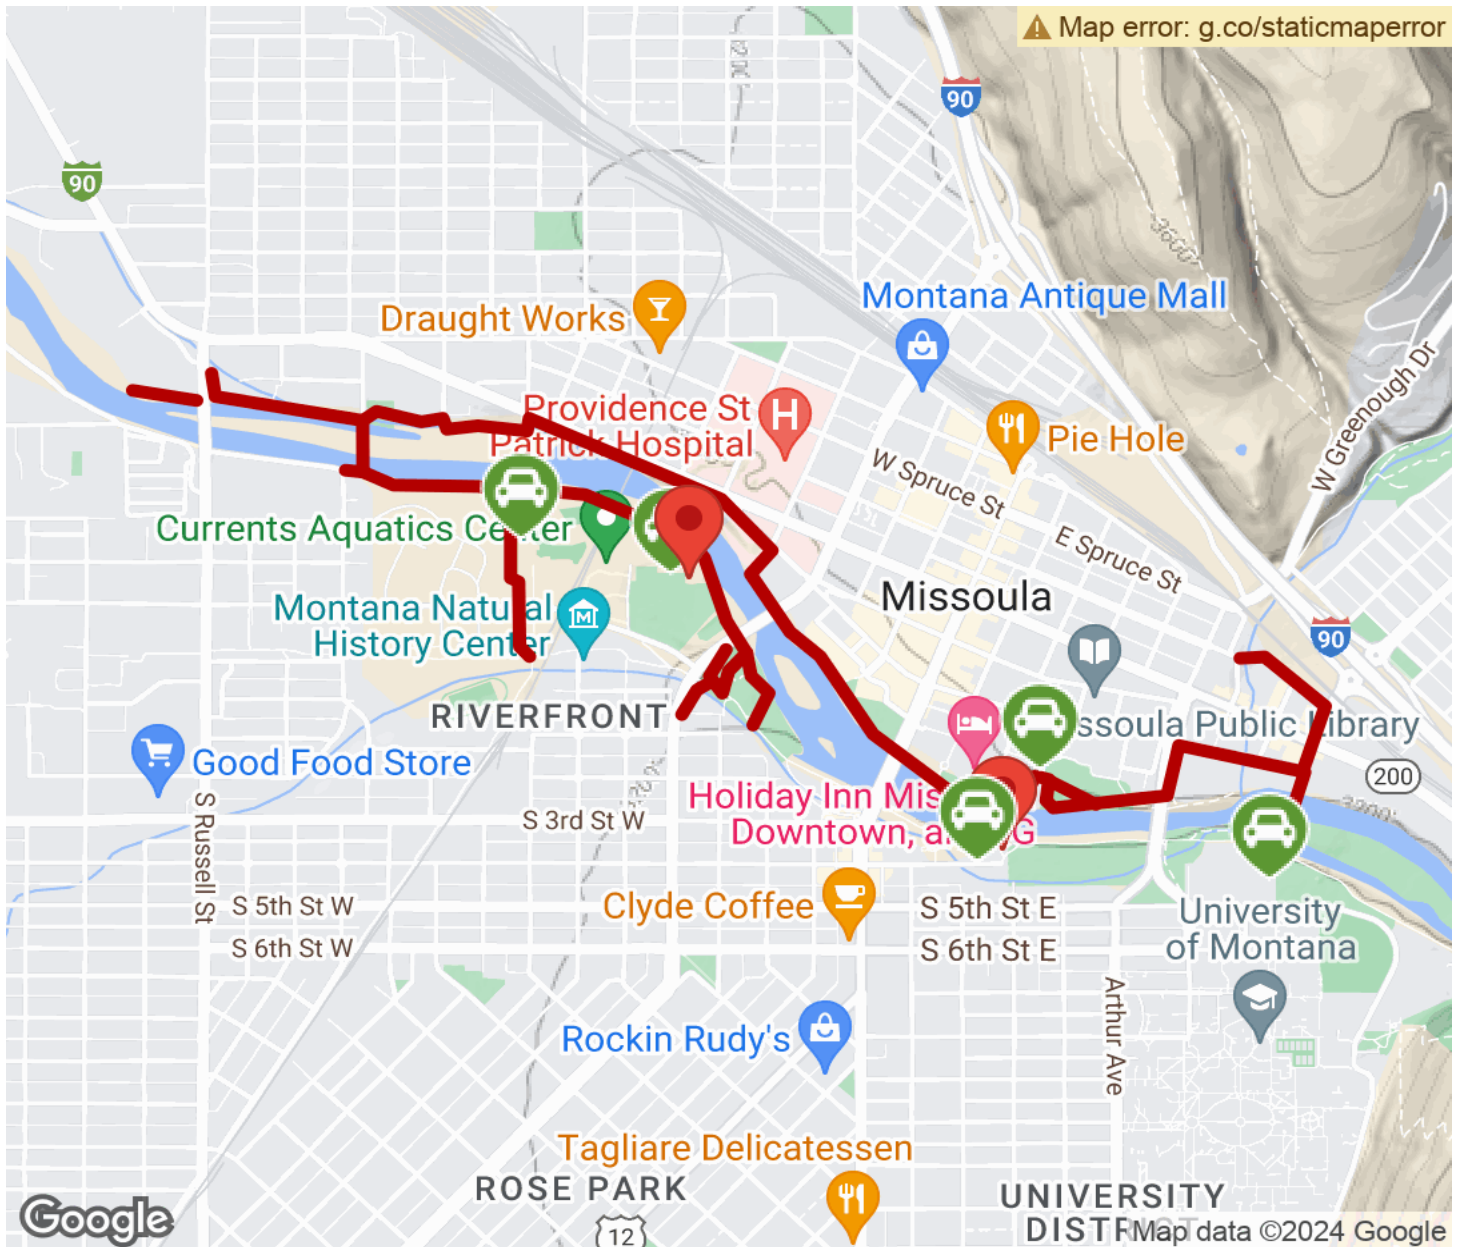 Map error: g.co/staticmaperror
90
90
3600
Montana Antique Mall
Draught Works
W Greenough Dr
Providence St
Patrick Hospital
H
Pie Hole
W Spruce St
E Spruce St
Currents Aquatics Center
Missoula
Montana Natural
History Center
M
90
RIVERFRONT
ssoula Public Library
Good Food Store
200
Holiday Inn Mis
Downtown, an
G
3200
S 3rd St W
S Russell St
S 5th St W
Clyde Coffee
S 5th St E
University
of Montana
S 6th St W
S 6th St E
Arthur Ave
Rockin Rudy's
Tagliare Delicatessen
ROSE PARK
UNIVERSITY
DISTR
Google
12
Map data ©2024 Google